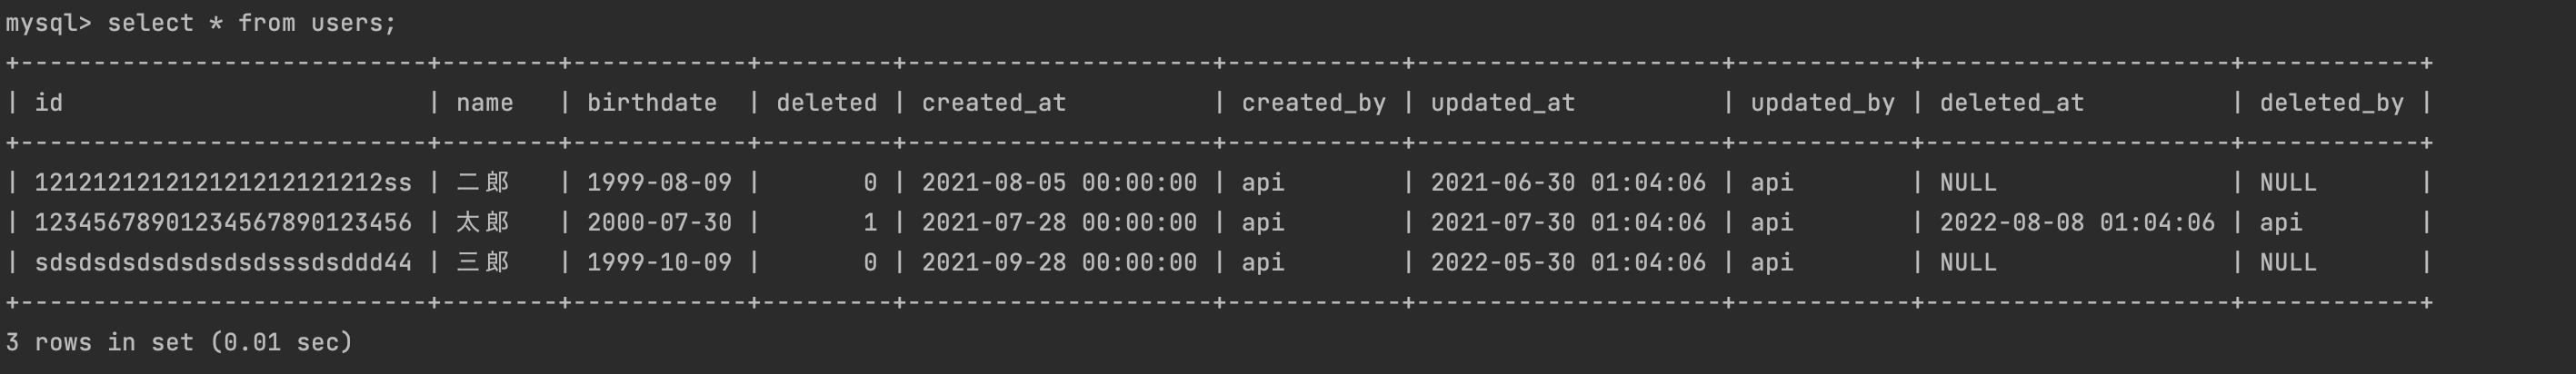 mysql> select * from users;
+----------------------------+--------+------------+---------+---------------------+------------+---------------------+------------+---------------------+------------+
| id                         | name   | birthdate  | deleted | created_at          | created_by | updated_at          | updated_by | deleted_at          | deleted_by |
+----------------------------+--------+------------+---------+---------------------+------------+---------------------+------------+---------------------+------------+
| 121212121212121212121212ss | 二郎   | 1999-08-09 |       0 | 2021-08-05 00:00:00 | api        | 2021-06-30 01:04:06 | api        | NULL                | NULL       |
| 12345678901234567890123456 | 太郎   | 2000-07-30 |       1 | 2021-07-28 00:00:00 | api        | 2021-07-30 01:04:06 | api        | 2022-08-08 01:04:06 | api        |
| sdsdsdsdsdsdsdsdsssdsddd44 | 三郎   | 1999-10-09 |       0 | 2021-09-28 00:00:00 | api        | 2022-05-30 01:04:06 | api        | NULL                | NULL       |
+----------------------------+--------+------------+---------+---------------------+------------+---------------------+------------+---------------------+------------+
3 rows in set (0.01 sec)